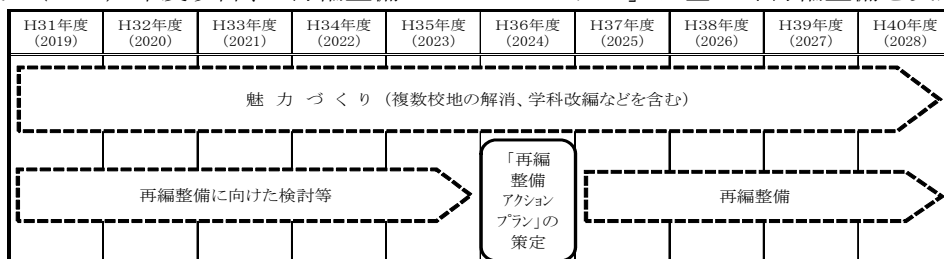 H31年度 H32年度 H33年度 H34年度 H35年度 H36年度 H37年度 H38年度 H39年度 H40年度
(2019) (2020) (2021) (2022) (2023) (2024) (2025) (2026) (2027) (2028)
魅 力 づ く り (複数校地の解消、学科改編などを含む)
再編整備に向けた検討等
「再編
整備
アクション
プラン」の
策定
再編整備